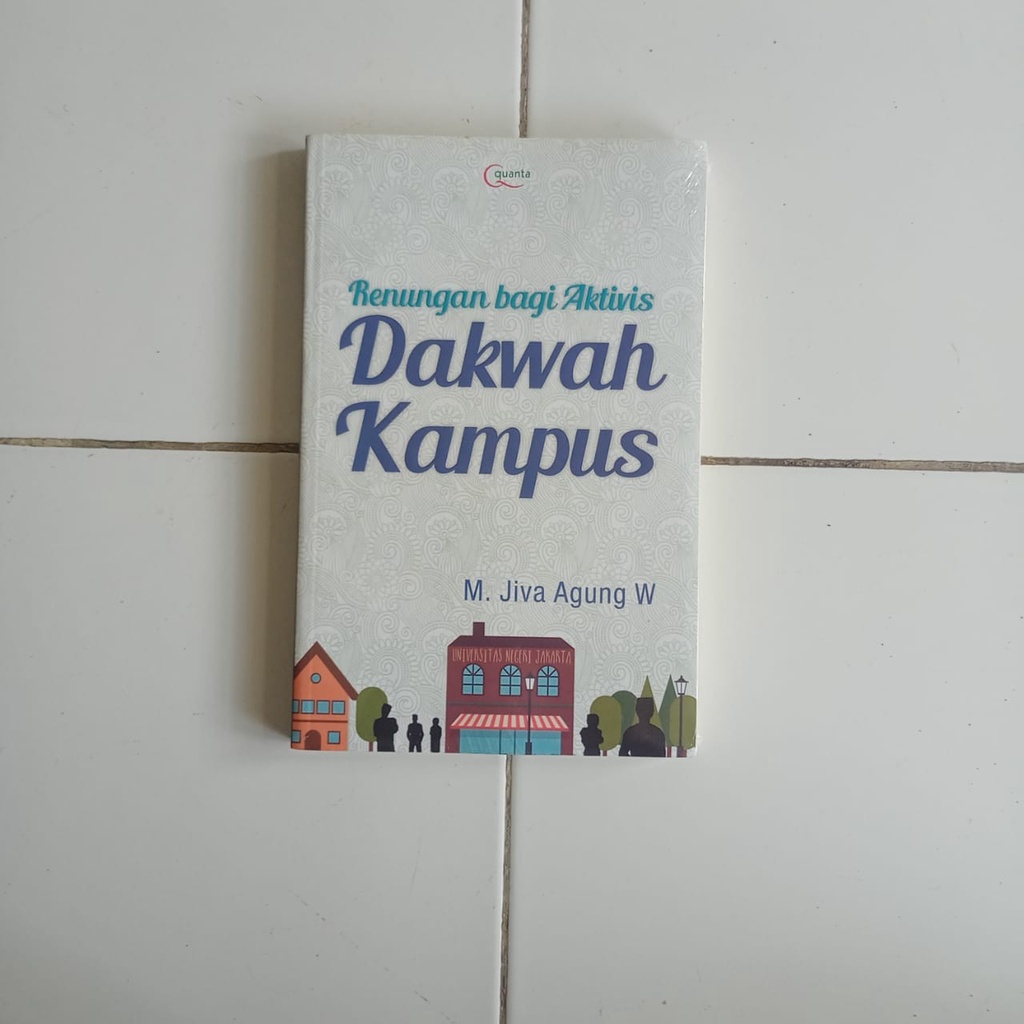 quanta
Renungan bagi Aktivis
Dakwah
Kampus
M. Jiva Agung W
UNIVERSITAS NEGERI JAKARTA